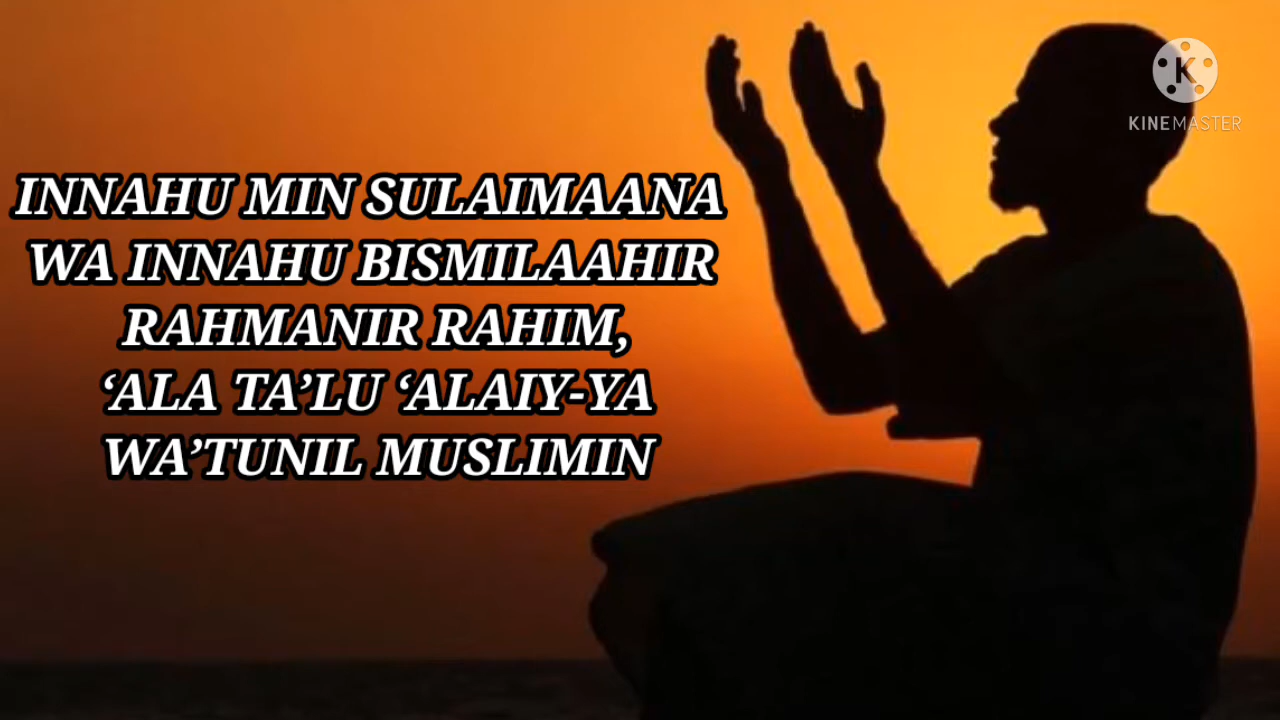 KINEMASTER
INNAHU MIN SULAIMAANA
WA INNAHU BISMILAAHIR
RAHMANIR RAHIM,
‘ALA TA’LU ‘ALAIY-YA
WA’TUNIL MUSLIMIN